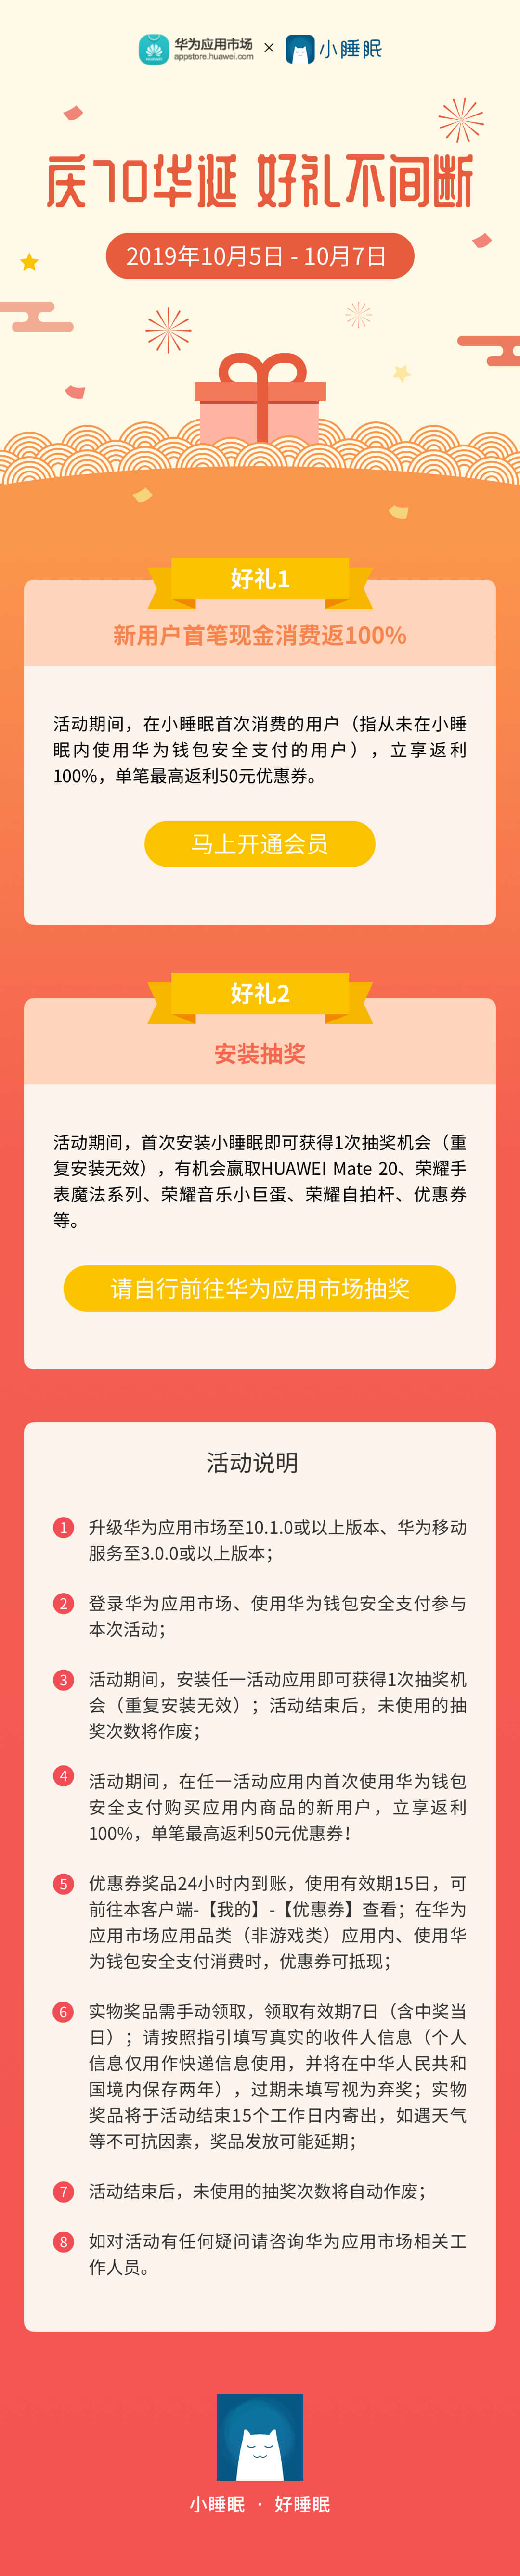 华为应用市场
appstore.huawei.com
×
小睡眠
庆70华诞 好礼不间断
2019年10月5日 - 10月7日
好礼1
新用户首笔现金消费返100%
活动期间，在小睡眠首次消费的用户（指从未在小睡
眠内使用华为钱包安全支付的用户），立享返利
100%，单笔最高返利50元优惠券。
马上开通会员
好礼2
安装抽奖
活动期间，首次安装小睡眠即可获得1次抽奖机会（重
复安装无效），有机会赢取HUAWEI Mate 20、荣耀手
表魔法系列、荣耀音乐小巨蛋、荣耀自拍杆、优惠券
等。
请自行前往华为应用市场抽奖
活动说明
1 升级华为应用市场至10.1.0或以上版本、华为移动
服务至3.0.0或以上版本；
2 登录华为应用市场、使用华为钱包安全支付参与
本次活动；
3 活动期间，安装任一活动应用即可获得1次抽奖机
会（重复安装无效）；活动结束后，未使用的抽
奖次数将作废；
4 活动期间，在任一活动应用内首次使用华为钱包
安全支付购买应用内商品的新用户，立享返利
100%，单笔最高返利50元优惠券！
5 优惠券奖品24小时内到账，使用有效期15日，可
前往本客户端-【我的】-【优惠券】查看；在华为
应用市场应用品类（非游戏类）应用内、使用华
为钱包安全支付消费时，优惠券可抵现；
6 实物奖品需手动领取，领取有效期7日（含中奖当
日）；请按照指引填写真实的收件人信息（个人
信息仅用作快递信息使用，并将在中华人民共和
国境内保存两年），过期未填写视为弃奖；实物
奖品将于活动结束15个工作日内寄出，如遇天气
等不可抗因素，奖品发放可能延期；
7 活动结束后，未使用的抽奖次数将自动作废；
8 如对活动有任何疑问请咨询华为应用市场相关工
作人员。
小睡眠 · 好睡眠